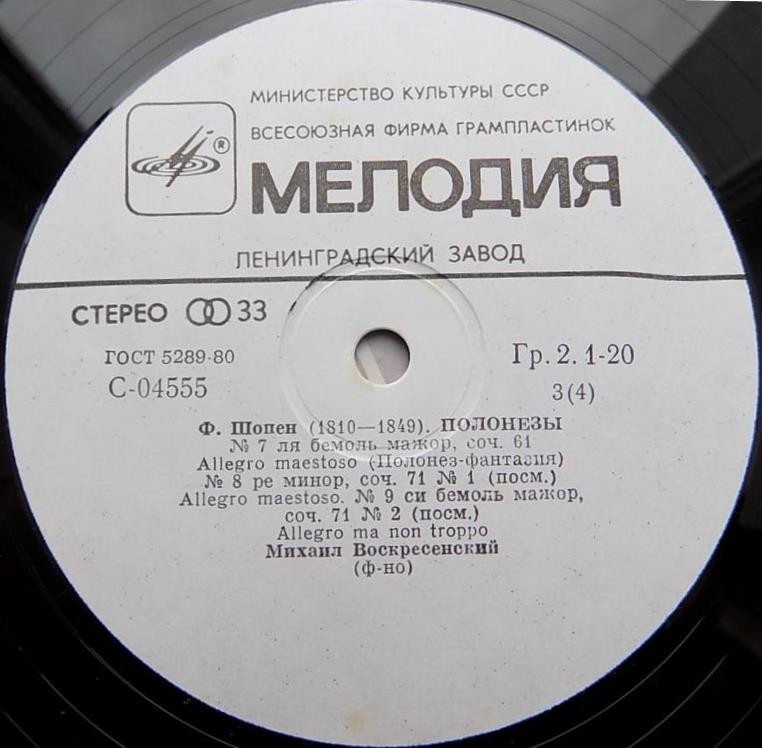 МИНИСТЕРСТВО КУЛЬТУРЫ СССР
ВСЕСОЮЗНАЯ ФИРМА ГРАМПЛАСТИНОК
®
МЕЛОДИЯ
ЛЕНИНГРАДСКИЙ ЗАВОД
СТЕРЕО 33
ГОСТ 5289-80
Гр. 2. 1-20
С-04555
3(4)
Ф. Шопен (1810—1849). ПОЛОНЕЗЫ
№ 7 ля бемоль мажор, соч. 61
Allegro maestoso (Полонез-фантазия)
№ 8 ре минор, соч. 71 № 1 (посм.)
Allegro maestoso. № 9 си бемоль мажор,
соч. 71 № 2 (посм.)
Allegro ma non troppo
Михаил Воскресенский
(ф-но)